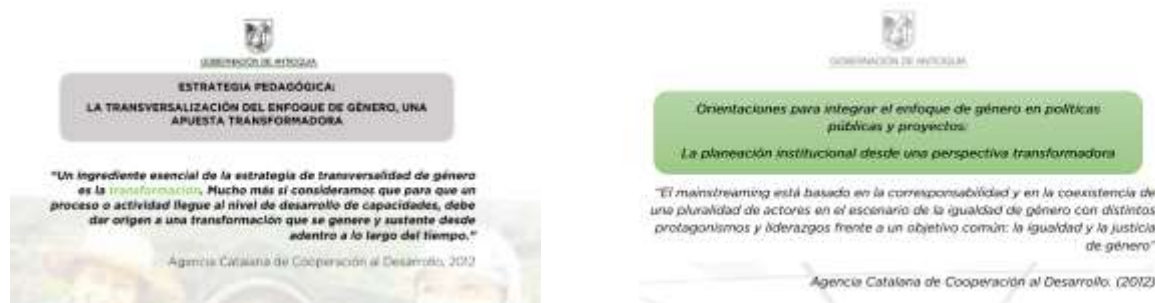 GOBERNACIÓN DE ANTIOQUIA
ESTRATEGIA PEDAGÓGICA:
LA TRANSVERSALIZACIÓN DEL ENFOQUE DE GÉNERO, UNA
APUESTA TRANSFORMADORA
"Un ingrediente esencial de la estrategia de transversalidad de género
es la transformación. Mucho más si consideramos que para que un
proceso o actividad llegue al nivel de desarrollo de capacidades, debe
dar origen a una transformación que se genere y sustente desde
adentro a lo largo del tiempo."
Agencia Catalana de Cooperación al Desarrollo, 2012
GOBERNACIÓN DE ANTIOQUIA
Orientaciones para integrar el enfoque de género en políticas
públicas y proyectos:
La planeación institucional desde una perspectiva transformadora
"El mainstreaming está basado en la corresponsabilidad y en la coexistencia de
una pluralidad de actores en el escenario de la igualdad de género con distintos
protagonismos y liderazgos frente a un objetivo común: la igualdad y la justicia
de género"
Agencia Catalana de Cooperación al Desarrollo. (2012)